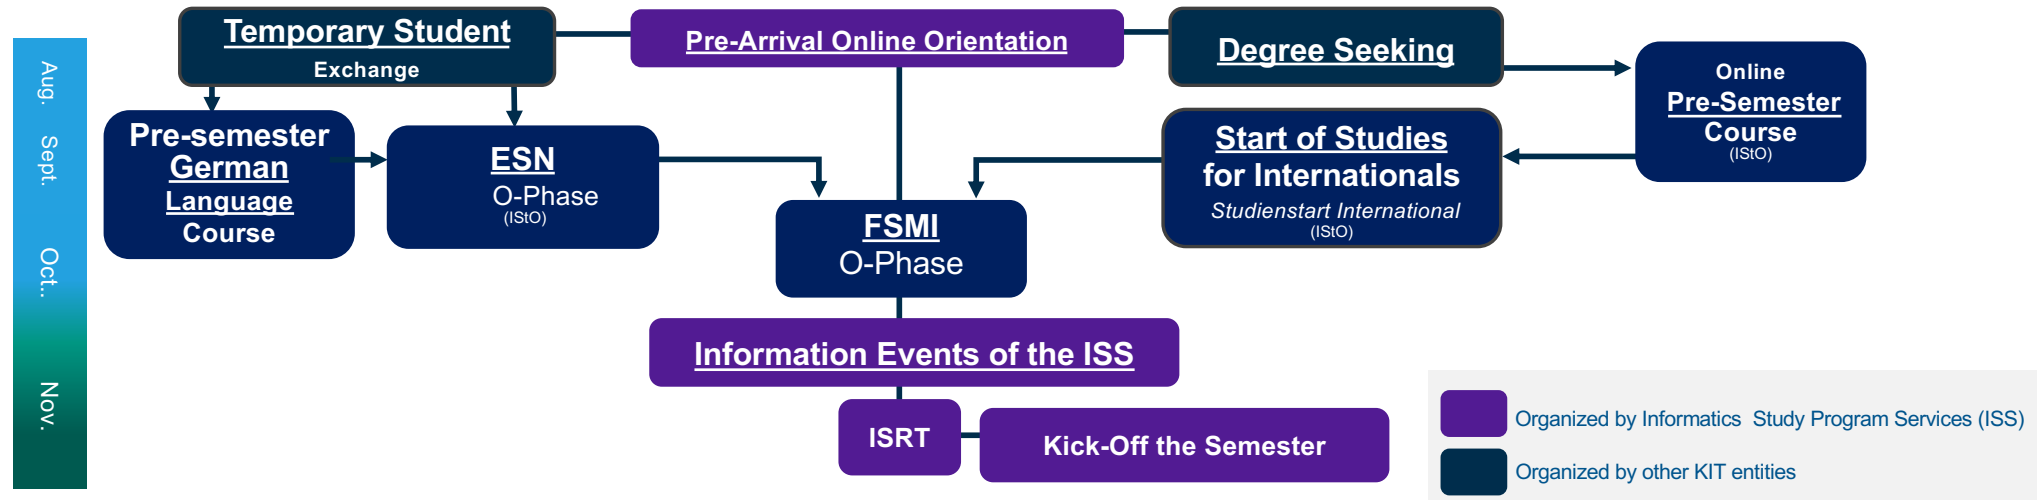 Aug.
Sept.
Oct..
Nov.
Temporary Student
Exchange
Pre-Arrival Online Orientation
Degree Seeking
Online
Pre-Semester
Course
(IStO)
Pre-semester
German
Language
Course
ESN
O-Phase
(IStO)
Start of Studies
for Internationals
Studienstart International
(IStO)
FSMI
O-Phase
Information Events of the ISS
ISRT
Kick-Off the Semester
Organized by Informatics Study Program Services (ISS)
Organized by other KIT entities